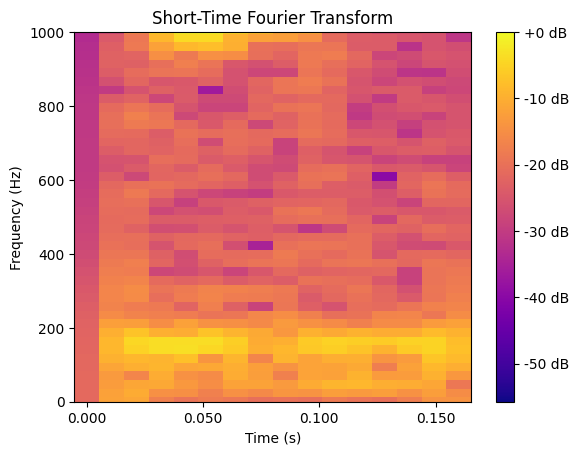 Short-Time Fourier Transform
1000
800
600
400
200
0
Frequency (Hz)
0.000
0.050
0.100
0.150
Time (s)
+0 dB
-10 dB
-20 dB
-30 dB
-40 dB
-50 dB